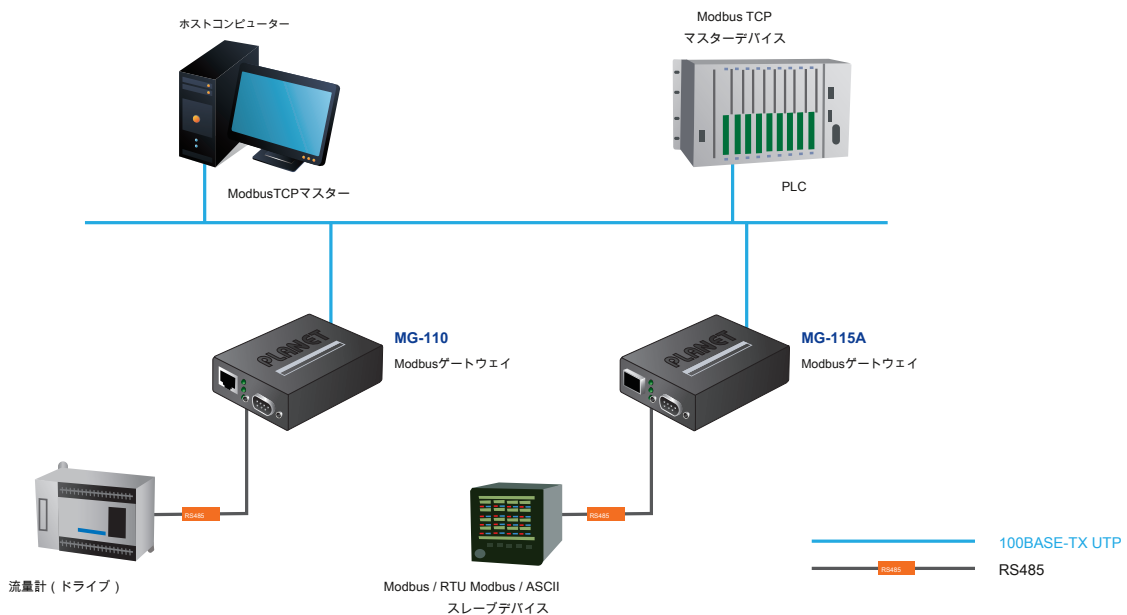 ホストコンピューター
Modbus TCP
マスターデバイス
ModbusTCPマスター
PLC
PLANET
MG-110
Modbusゲートウェイ
PLANET
MG-115A
Modbusゲートウェイ
RS485
RS485
流量計 ( ドライブ )
Modbus / RTU Modbus / ASCII
スレーブデバイス
100BASE-TX UTP
RS485
RS485